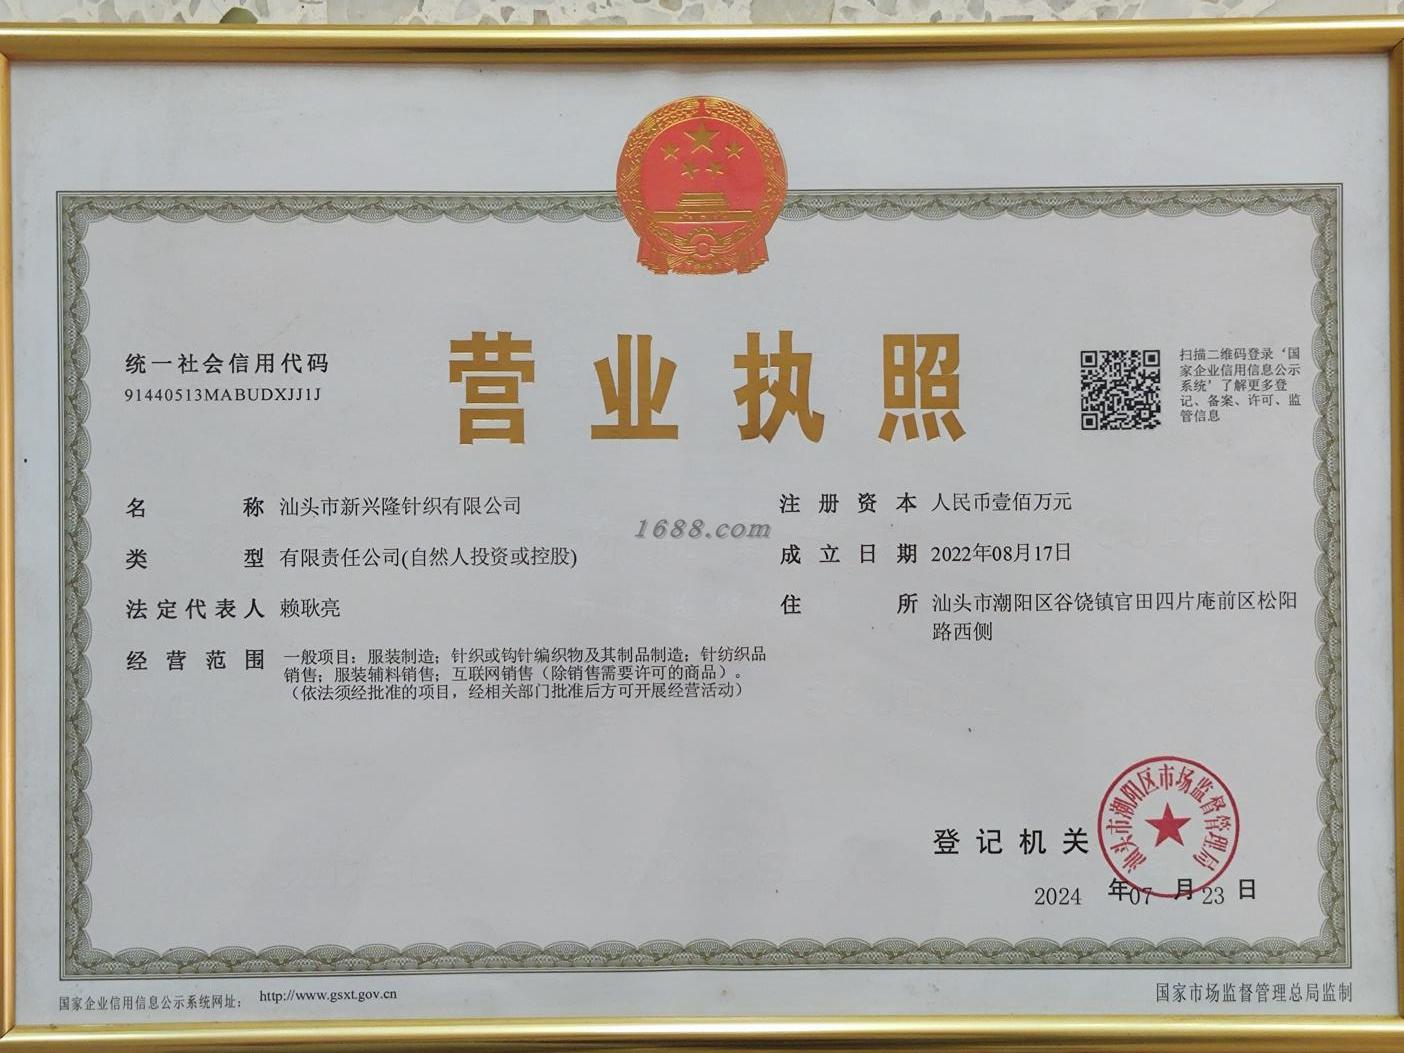 营业执照
统一社会信用代码
91440513MABUDXJJ1J
扫描二维码登录‘国
家企业信用信息公示
系统’了解更多登
记、备案、许可、监
管信息
名称 汕头市新兴隆针织有限公司
类型 有限责任公司(自然人投资或控股)
法定代表人 赖耿亮
经营范围 一般项目：服装制造；针织或钩针编织物及其制品制造；针纺织品
销售；服装辅料销售；互联网销售（除销售需要许可的商品）。
（依法须经批准的项目，经相关部门批准后方可开展经营活动）
注册资本 人民币壹佰万元
成立日期 2022年08月17日
住所 汕头市潮阳区谷饶镇官田四片庵前区松阳
路西侧
1688.com
登记机关
汕头市潮阳区市场监督管理局
2024 年07 月23 日
国家企业信用信息公示系统网址： http://www.gsxt.gov.cn
国家市场监督管理总局监制